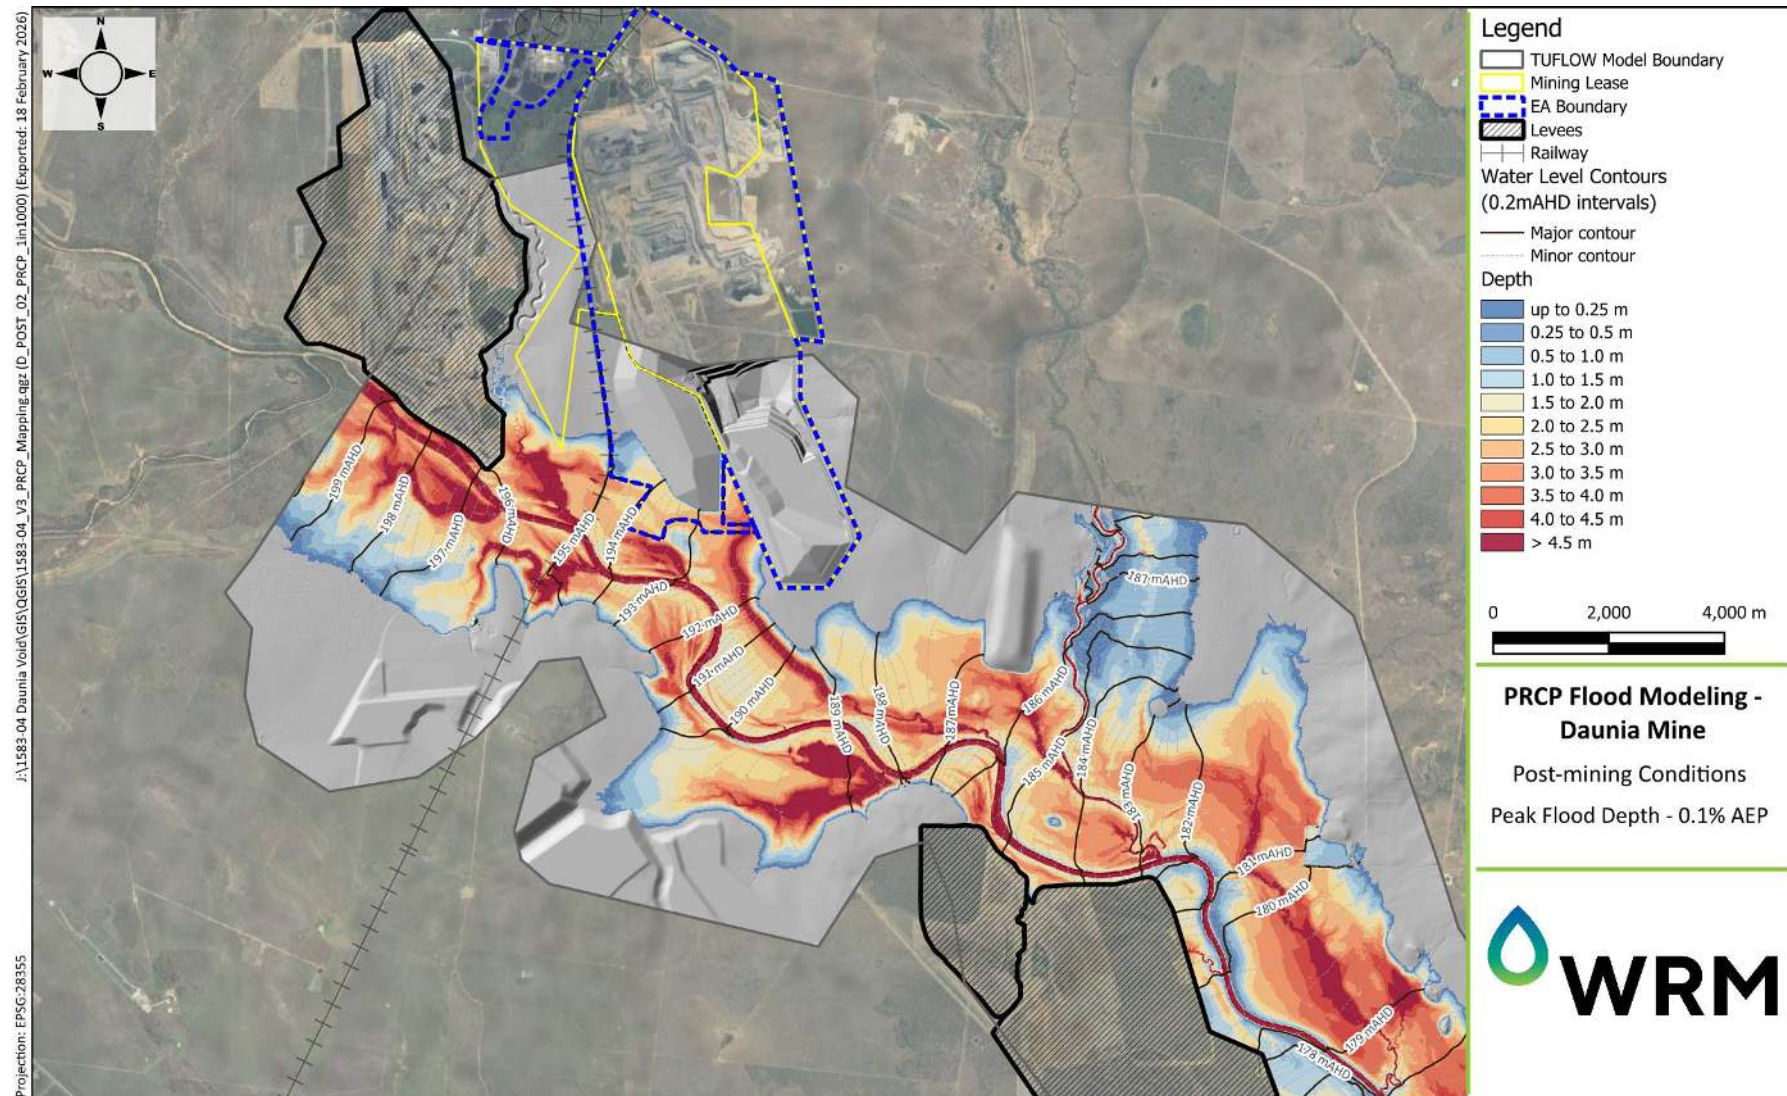 J:\1583-04 Daunia Void\GIS\QGIS\1583-04_V3_PRCP_Mapping.qgz (D_POST_02_PRCP_1in1000) (Exported: 18 February 2026)
Projection: EPSG:28355
N
W
E
S
199 mAHD
198 mAHD
197 mAHD
196 mAHD
195 mAHD
194 mAHD
193 mAHD
192 mAHD
191 mAHD
190 mAHD
189 mAHD
188 mAHD
187 mAHD
186 mAHD
187 mAHD
185 mAHD
184 mAHD
183 mAHD
182 mAHD
181 mAHD
180 mAHD
179 mAHD
178 mAHD
Legend
TUFLOW Model Boundary
Mining Lease
EA Boundary
Levees
Railway
Water Level Contours
(0.2mAHD intervals)
Major contour
Minor contour
Depth
up to 0.25 m
0.25 to 0.5 m
0.5 to 1.0 m
1.0 to 1.5 m
1.5 to 2.0 m
2.0 to 2.5 m
2.5 to 3.0 m
3.0 to 3.5 m
3.5 to 4.0 m
4.0 to 4.5 m
> 4.5 m
0 2,000 4,000 m
PRCP Flood Modeling -
Daunia Mine
Post-mining Conditions
Peak Flood Depth - 0.1% AEP
WRM